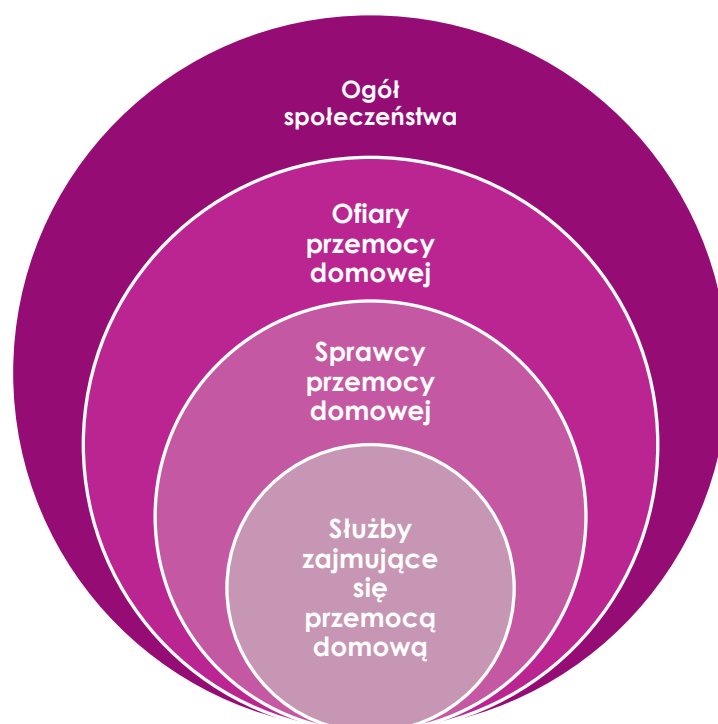 Ogół
społeczeństwa
Ofiary
przemocy
domowej
Sprawcy
przemocy
domowej
Służby
zajmujące
się
przemocą
domową